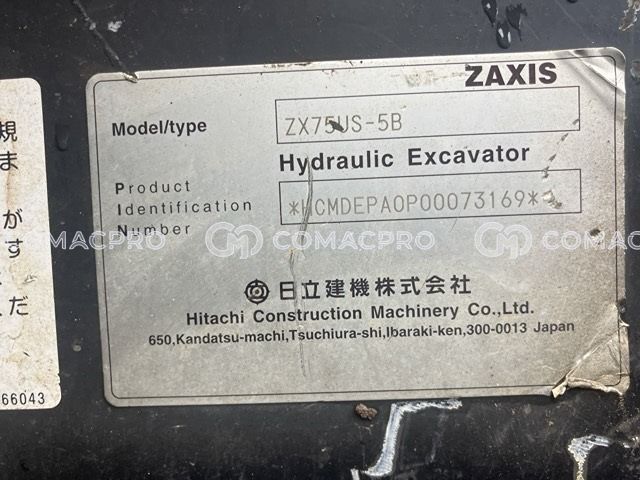 ZAXIS
Model/type ZX75US-5B
Hydraulic Excavator
Product
Identification *HCMDEPA0P00073169*
Number
COMACPRO COMACPRO COMACPRO
日立建機株式会社
Hitachi Construction Machinery Co.,Ltd.
650,Kandatsu-machi,Tsuchiura-shi,Ibaraki-ken,300-0013 Japan
規
ま
が
す
だ
66043